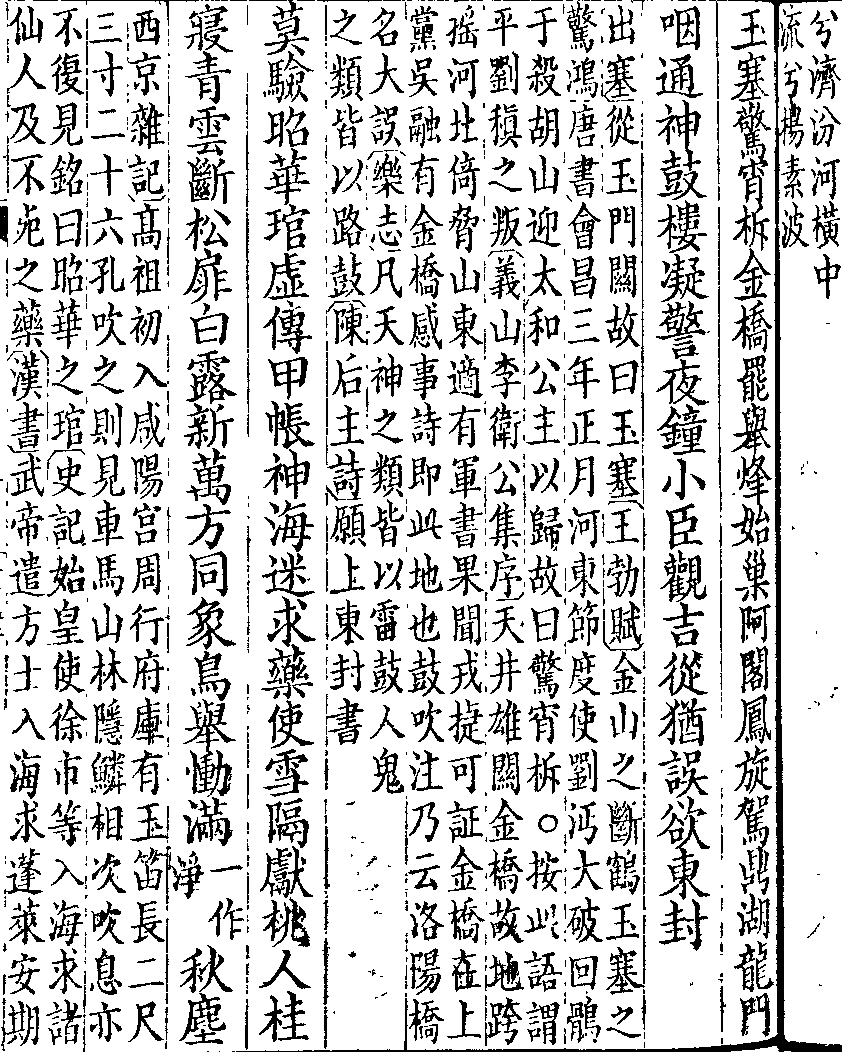 兮濟汾河橫中
流兮楊素波
玉塞驚宵柝金橋罷舉烽始巢阿閣鳳旋駕鼎湖龍門
咽通神鼓樓凝警夜鐘小臣觀吉從猶誤欲東封
出塞從玉門關故曰玉塞王勃賦金山之斷鶴玉塞之
驚鴻唐書會昌三年正月河東節度使劉沔大破回鶻
于殺胡山迎太和公主以歸故曰驚宵柝○按此語謂
平劉稹之叛義山李衛公集序天井雄關金橋故地跨
搖河北倚脅山東適有軍書果聞戎捷可証金橋在上
黨吳融有金橋感事詩即此地也鼓吹注乃云洛陽橋
名大誤樂志凡天神之類皆以雷鼓人鬼
之類皆以路鼓陳后主詩願上東封書
莫驗昭華琯虛傳甲帳神海迷求藥使雪隔獻桃人桂
寢青雲斷松扉白露新萬方同象鳥舉慟滿一作淨秋塵
西京雜記高祖初入咸陽宮周行府庫有玉笛長二尺
三寸二十六孔吹之則見車馬山林隱鱗相次吹息亦
不復見銘曰昭華之琯史記始皇使徐巿等入海求諸
仙人及不死之藥漢書武帝遣方士入海求蓬萊安期